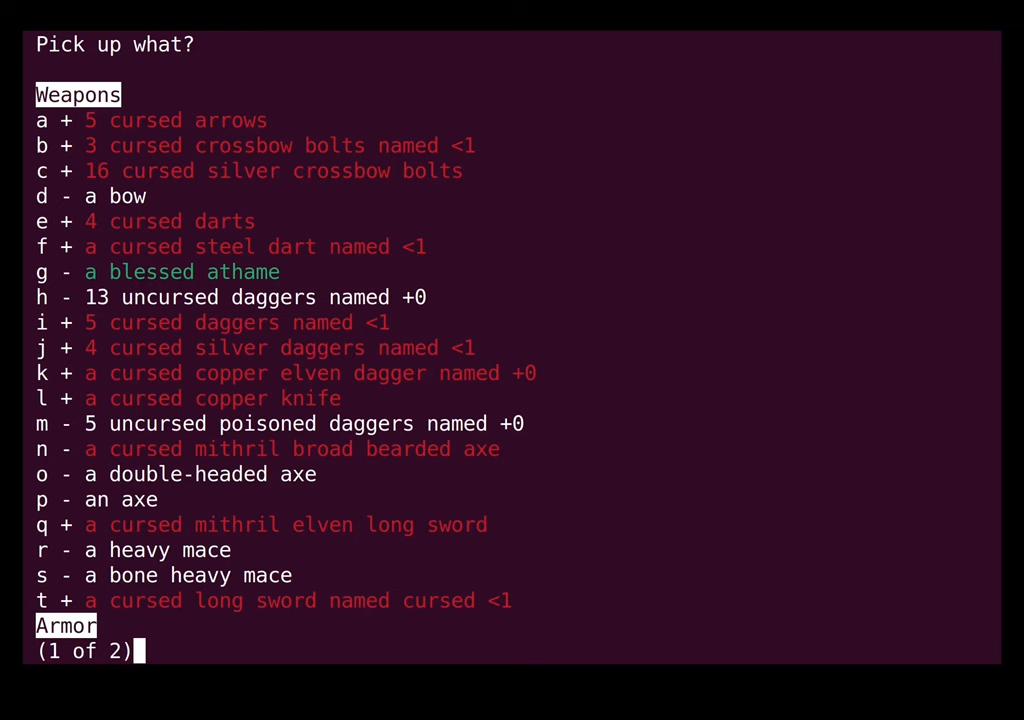 Pick up what?
Weapons
a + 5 cursed arrows
b + 3 cursed crossbow bolts named <1
c + 16 cursed silver crossbow bolts
d - a bow
e + 4 cursed darts
f + a cursed steel dart named <1
g - a blessed athame
h - 13 uncursed daggers named +0
i + 5 cursed daggers named <1
j + 4 cursed silver daggers named <1
k + a cursed copper elven dagger named +0
l + a cursed copper knife
m - 5 uncursed poisoned daggers named +0
n - a cursed mithril broad bearded axe
o - a double-headed axe
p - an axe
q + a cursed mithril elven long sword
r - a heavy mace
s - a bone heavy mace
t + a cursed long sword named cursed <1
Armor
(1 of 2)